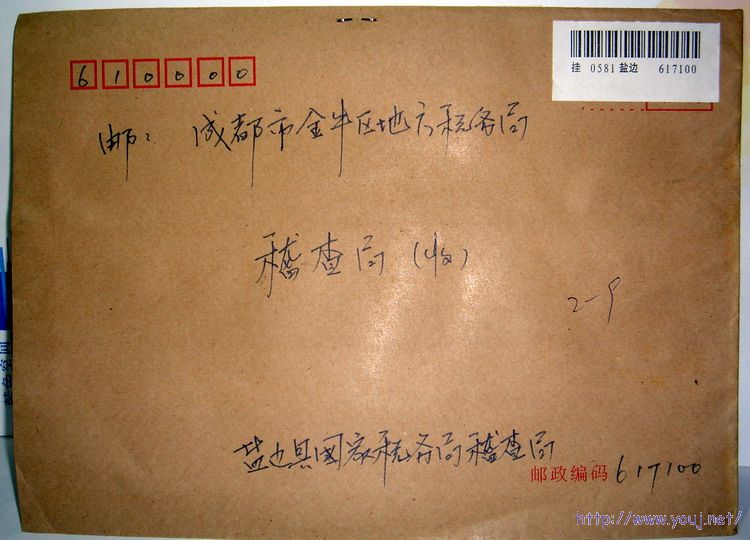 挂 0581 盐边 617100
610000
邮： 成都市金牛区地方税务局
稽查局(收)
2-9
盐边县国家税务局稽查局
邮政编码 617100
http://www.youj.net/